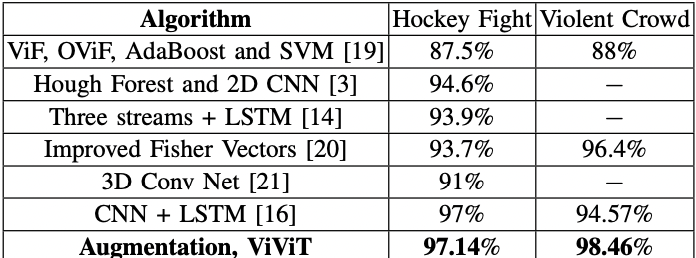 Algorithm Hockey Fight Violent Crowd
ViF, OViF, AdaBoost and SVM [19] 87.5% 88%
Hough Forest and 2D CNN [3] 94.6% –
Three streams + LSTM [14] 93.9% –
Improved Fisher Vectors [20] 93.7% 96.4%
3D Conv Net [21] 91% –
CNN + LSTM [16] 97% 94.57%
Augmentation, ViViT 97.14% 98.46%